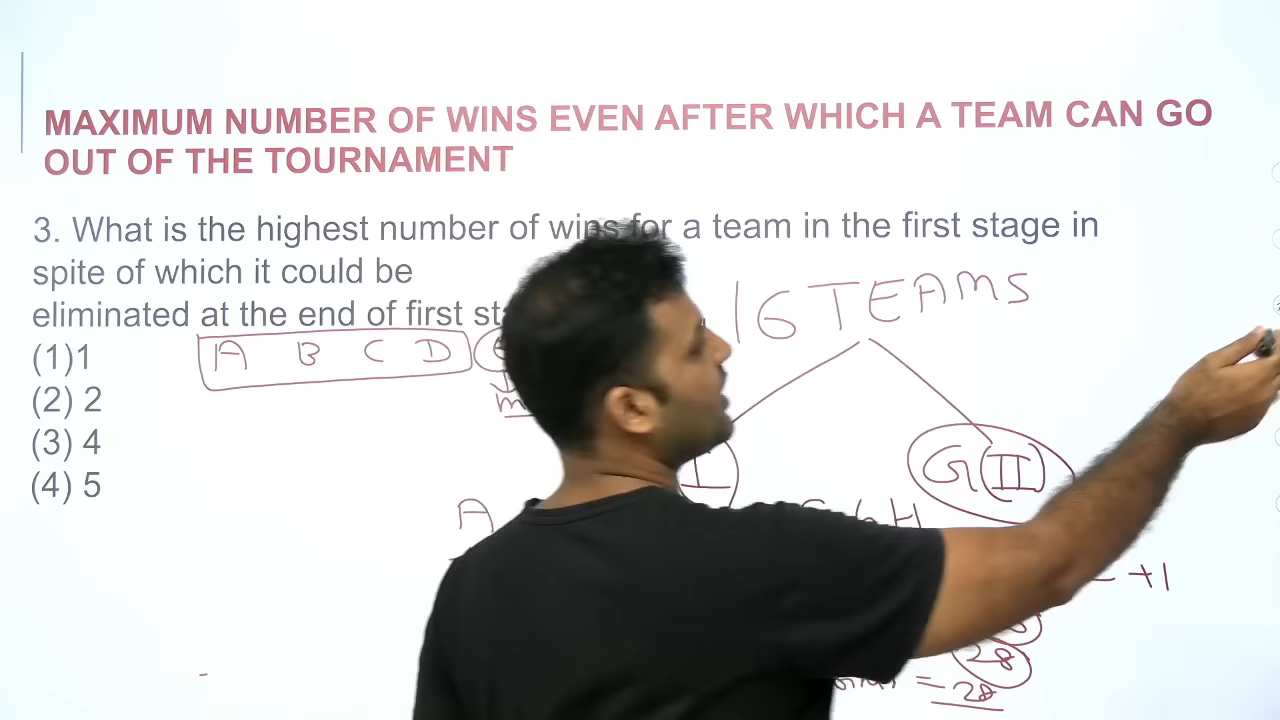 MAXIMUM NUMBER OF WINS EVEN AFTER WHICH A TEAM CAN GO
OUT OF THE TOURNAMENT
3. What is the highest number of wins for a team in the first stage in
spite of which it could be
eliminated at the end of first
(1)1
(2) 2
(3) 4
(4) 5
A B C D
16 TEAMS
I
G II
A G H
+1
28
= 28